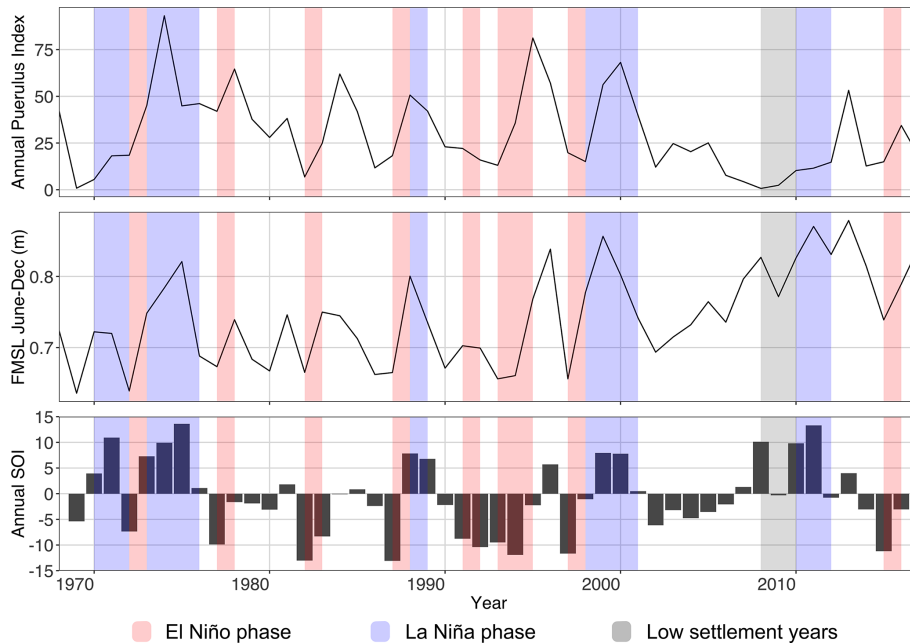 Annual Puerulus Index
75
50
25
0
FMSL June-Dec (m)
0.8
0.7
Annual SOI
15
10
5
0
-5
-10
-15
1970 1980 1990 2000 2010
Year
El Niño phase La Niña phase Low settlement years